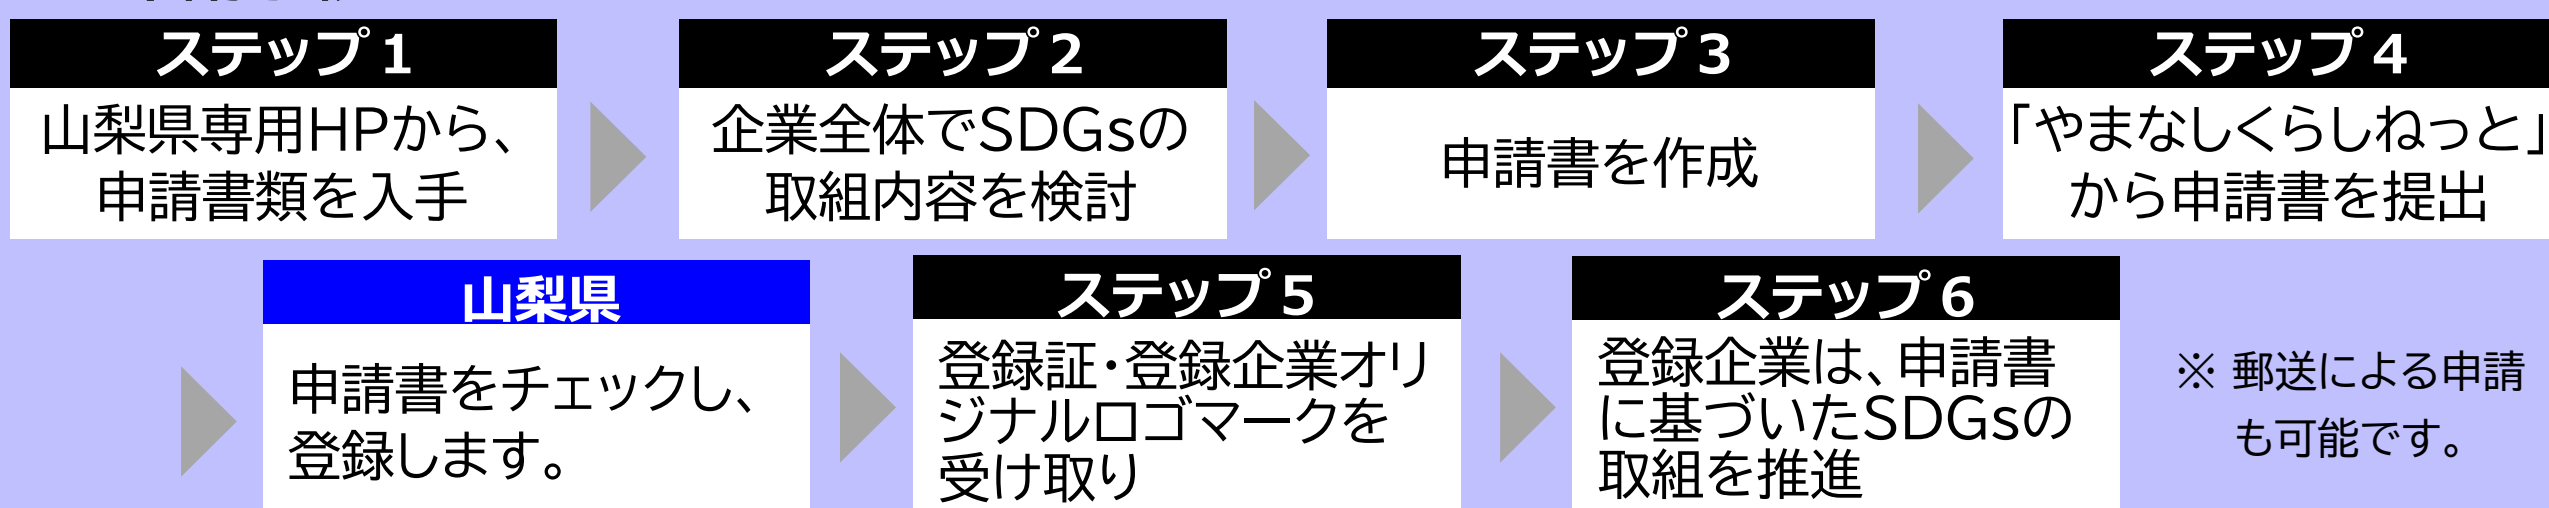 ステップ1
山梨県専用HPから、
申請書類を入手
ステップ2
企業全体でSDGsの
取組内容を検討
ステップ3
申請書を作成
ステップ4
「やまなしくらしねっと」
から申請書を提出
山梨県
申請書をチェックし、
登録します。
ステップ5
登録証・登録企業オリ
ジナルロゴマークを
受け取り
ステップ6
登録企業は、申請書
に基づいたSDGsの
取組を推進
※ 郵送による申請
も可能です。